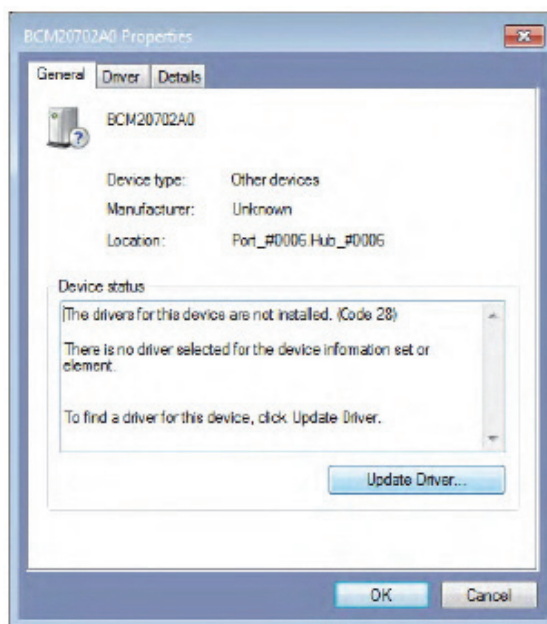 BCM20702A0 Properties
General Driver Details
BCM20702A0
Device type: Other devices
Manufacturer: Unknown
Location: Port_#0006.Hub_#0006
Device status
The drivers for this device are not installed. (Code 28)
There is no driver selected for the device information set or
element.
To find a driver for this device, click Update Driver.
Update Driver...
OK Cancel